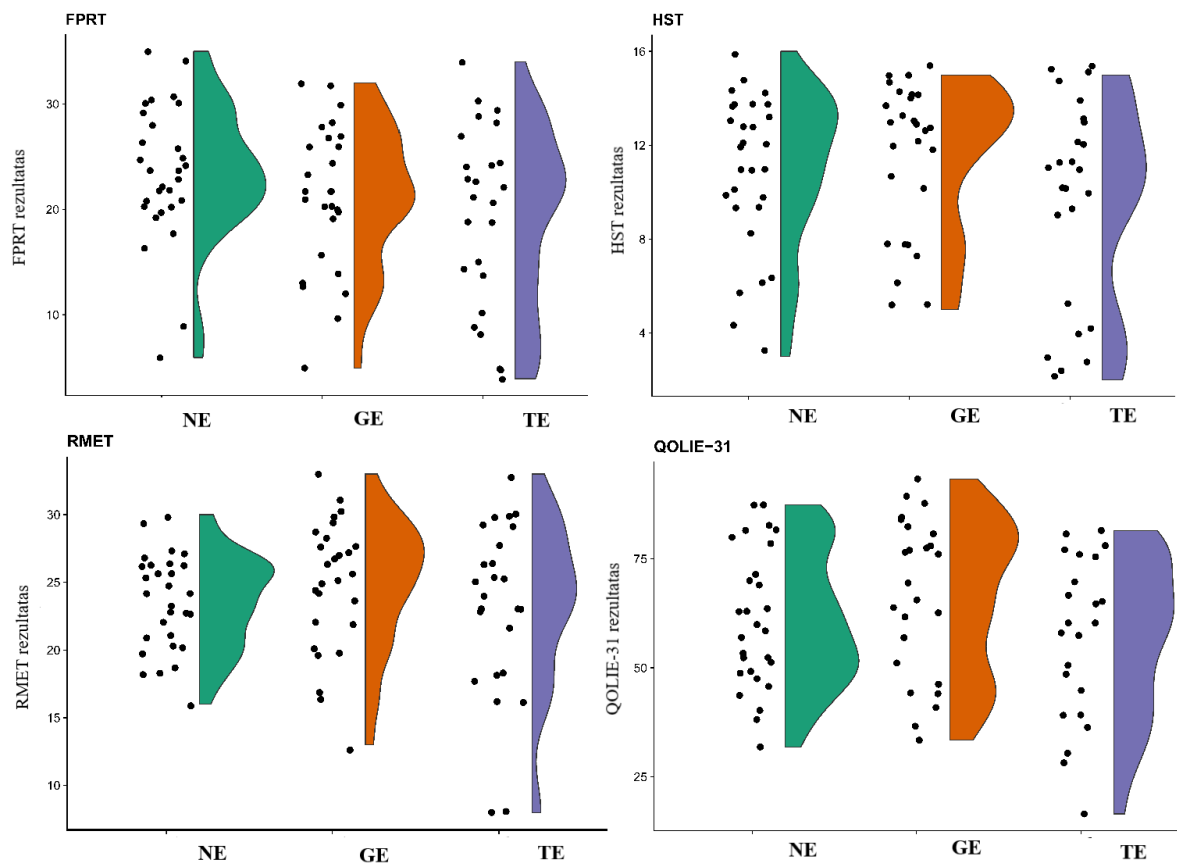 FPRT
FPRT rezultatas
30
20
10
NE GE TE
HST
HST rezultatas
16
12
8
4
NE GE TE
RMET
RMET rezultatas
30
25
20
15
10
NE GE TE
QOLIE−31
QOLIE-31 rezultatas
75
50
25
NE GE TE